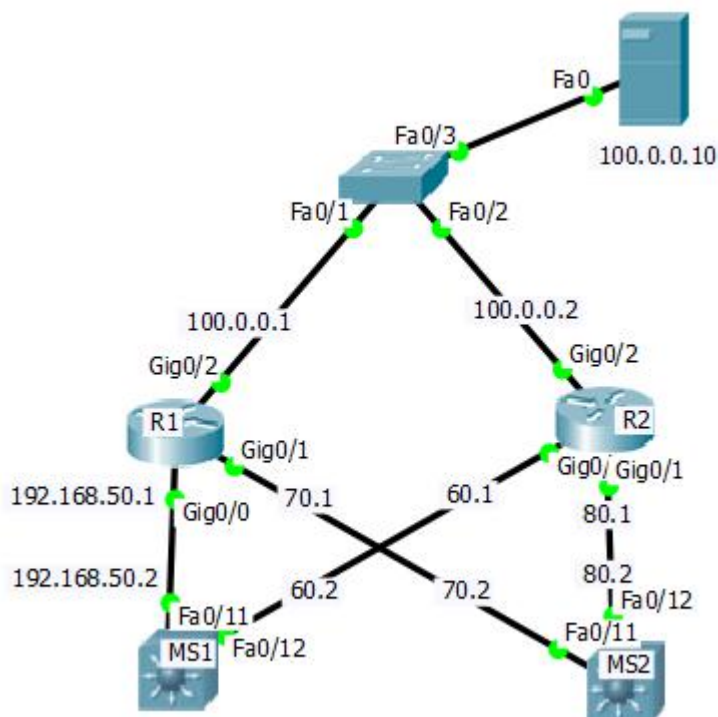 Fa0
Fa0/3
100.0.0.10
Fa0/1
Fa0/2
100.0.0.1
100.0.0.2
Gig0/2
Gig0/2
R1
R2
Gig0/1
Gig0/
Gig0/1
192.168.50.1
Gig0/0
70.1
60.1
80.1
192.168.50.2
60.2
70.2
80.2
Fa0/11
Fa0/12
Fa0/12
Fa0/11
MS1
MS2